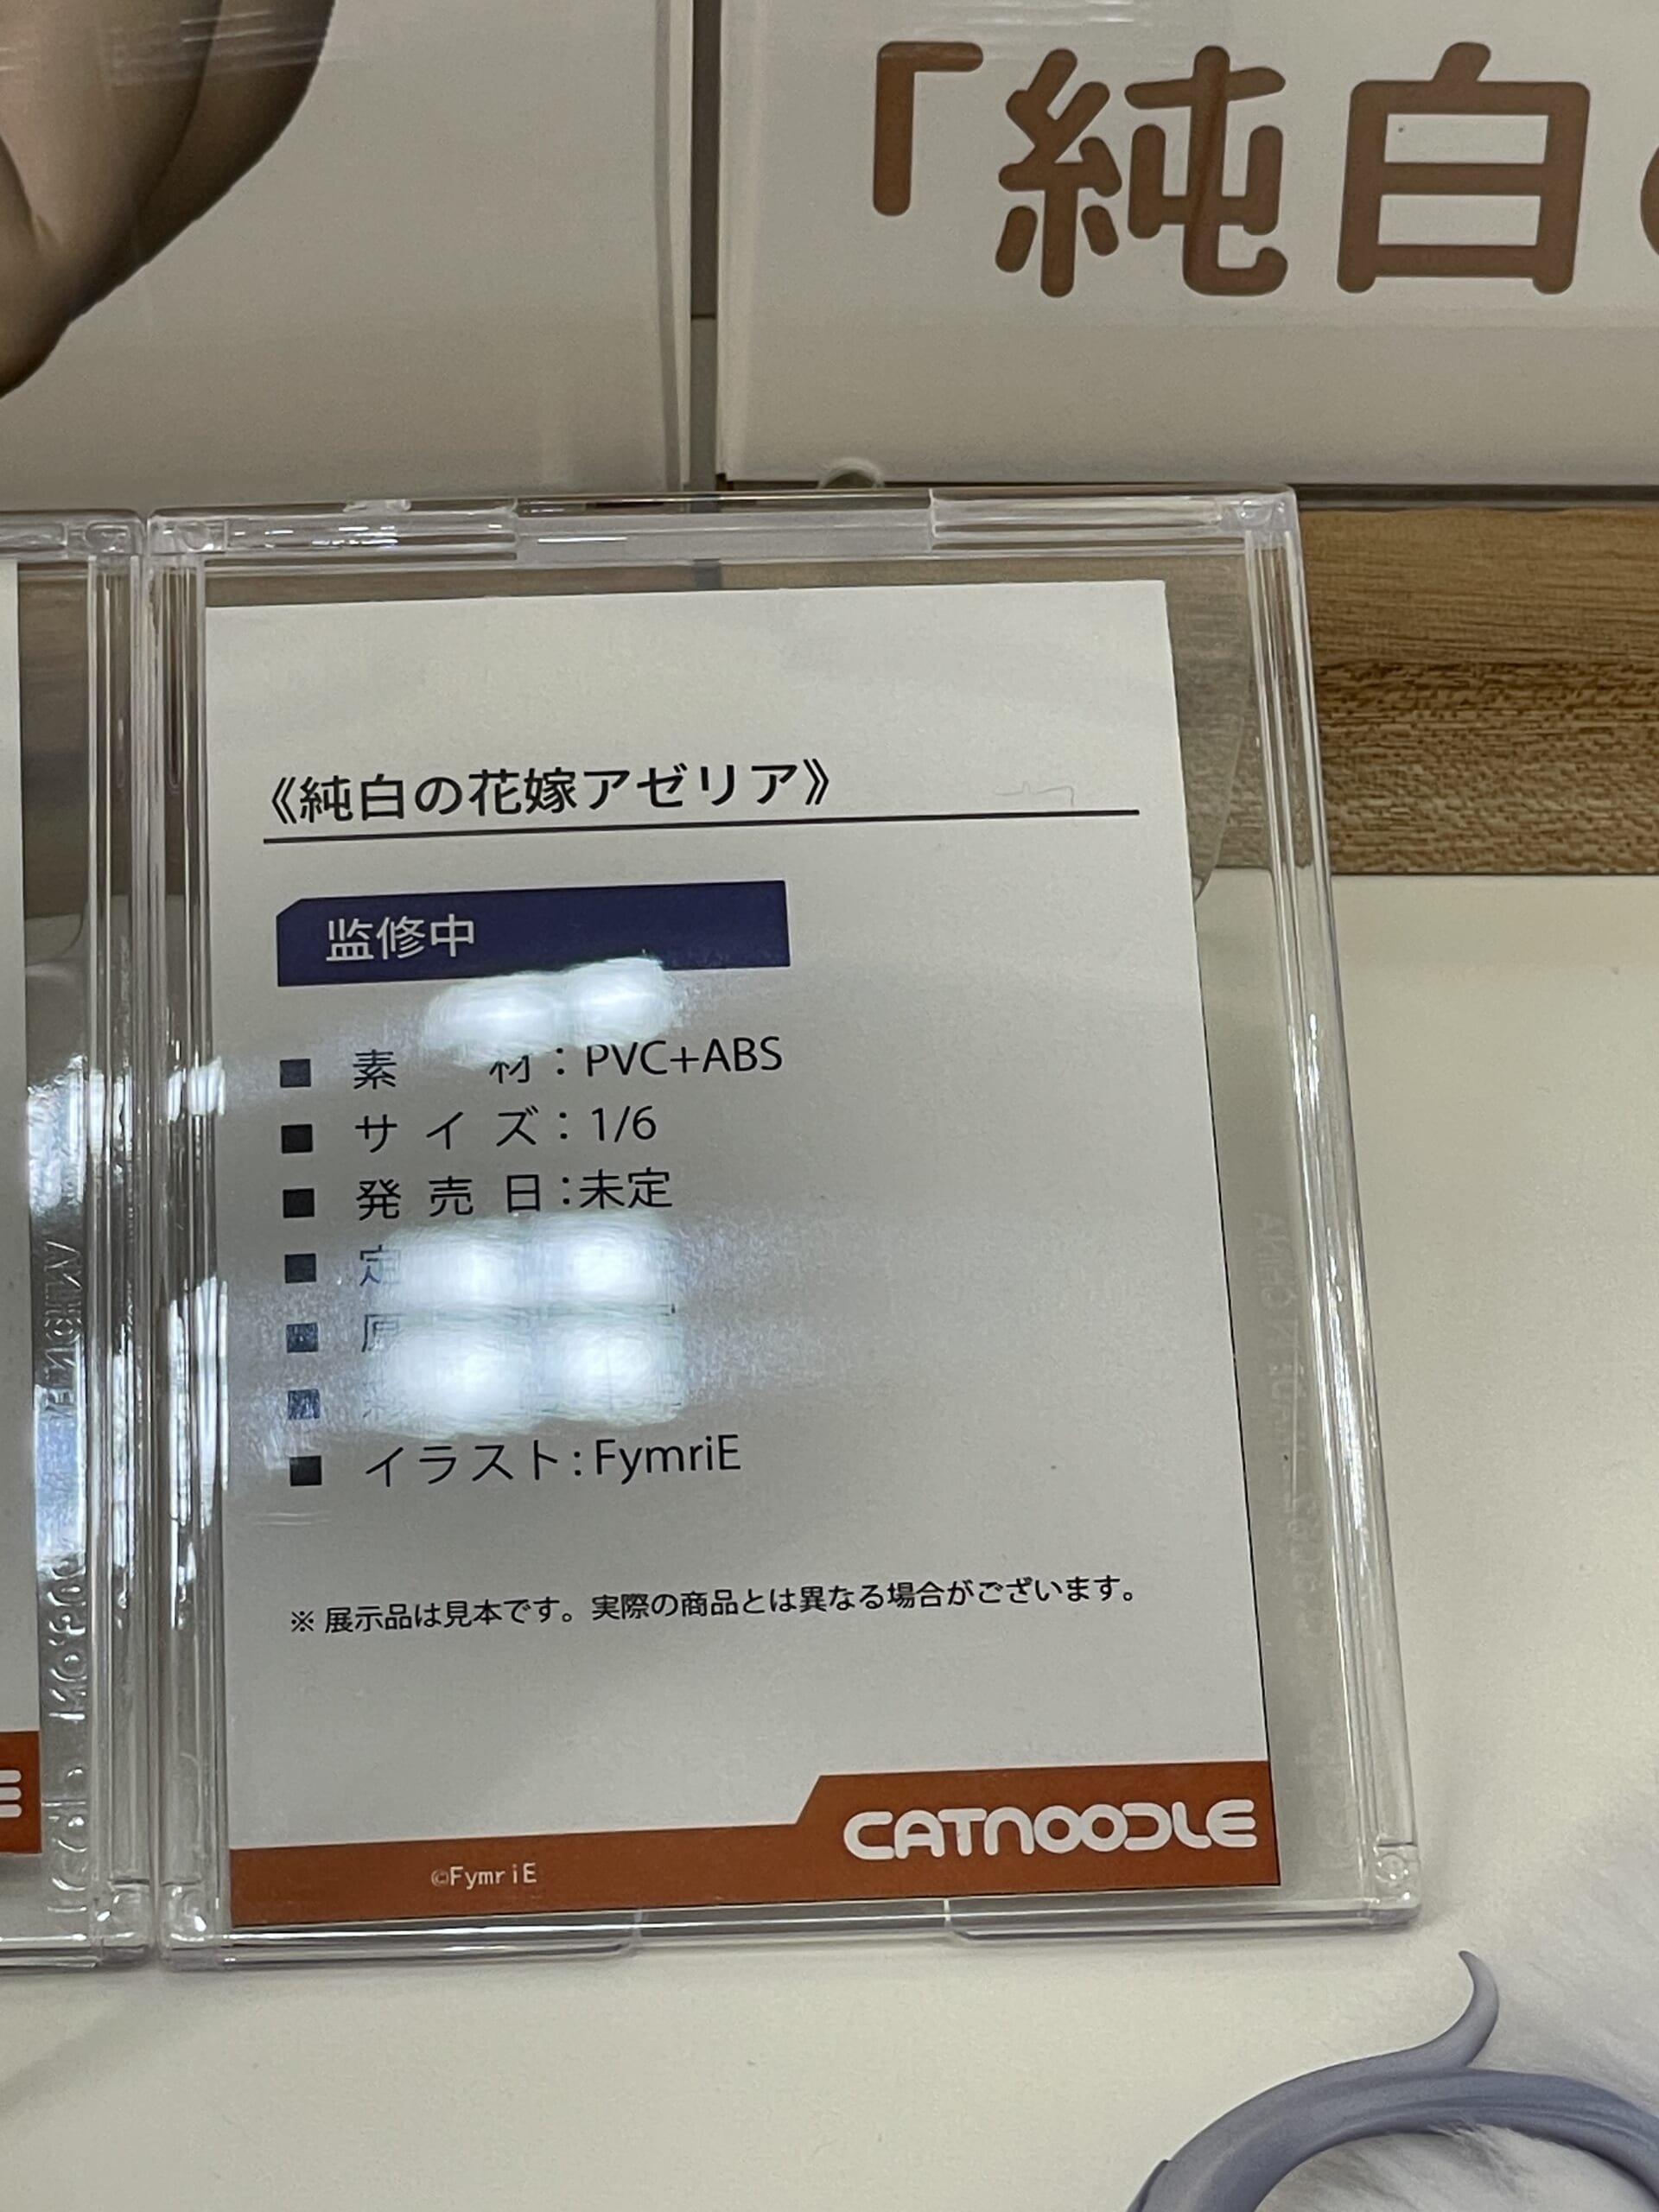 「純白
《純白の花嫁アゼリア》
监修中
■ 素 材：PVC+ABS
■ サイズ：1/6
■ 発売日：未定
■ 定
■ 原
■
■ イラスト：FymriE
※ 展示品は見本です。実際の商品とは異なる場合がございます。
CATNOODLE
©FymriE